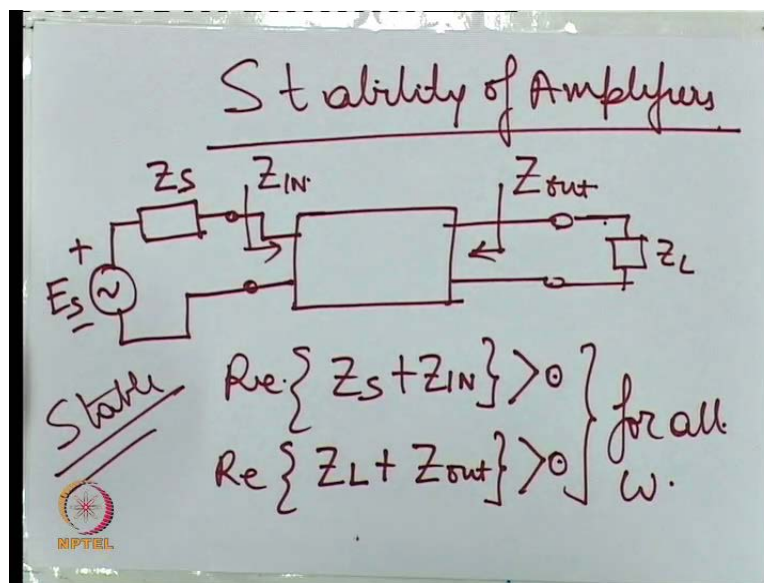 Stability of Amplifiers
ZS
ZIN.
Zout
+
ES
-
~
ZL
Stable
Re. { ZS + ZIN } > 0
Re { ZL + Zout } > 0
} for all ω.
NPTEL